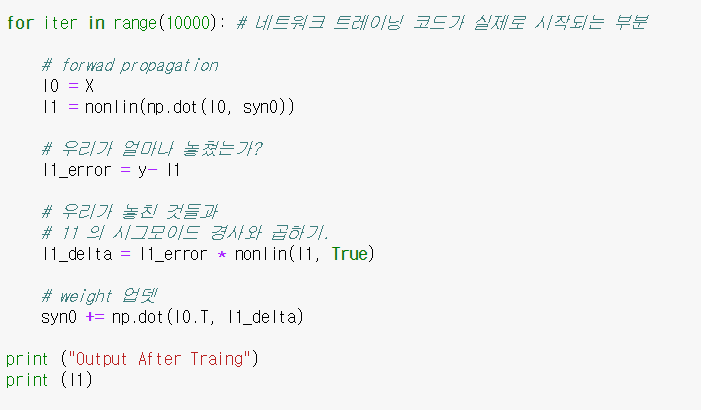 for iter in range(10000): # 네트워크 트레이닝 코드가 실제로 시작되는 부분
# forwad propagation
l0 = X
l1 = nonlin(np.dot(l0, syn0))
# 우리가 얼마나 놓쳤는가?
l1_error = y- l1
# 우리가 놓친 것들과
# 11 의 시그모이드 경사와 곱하기.
l1_delta = l1_error * nonlin(l1, True)
# weight 업뎃
syn0 += np.dot(l0.T, l1_delta)
print ("Output After Traing")
print (l1)